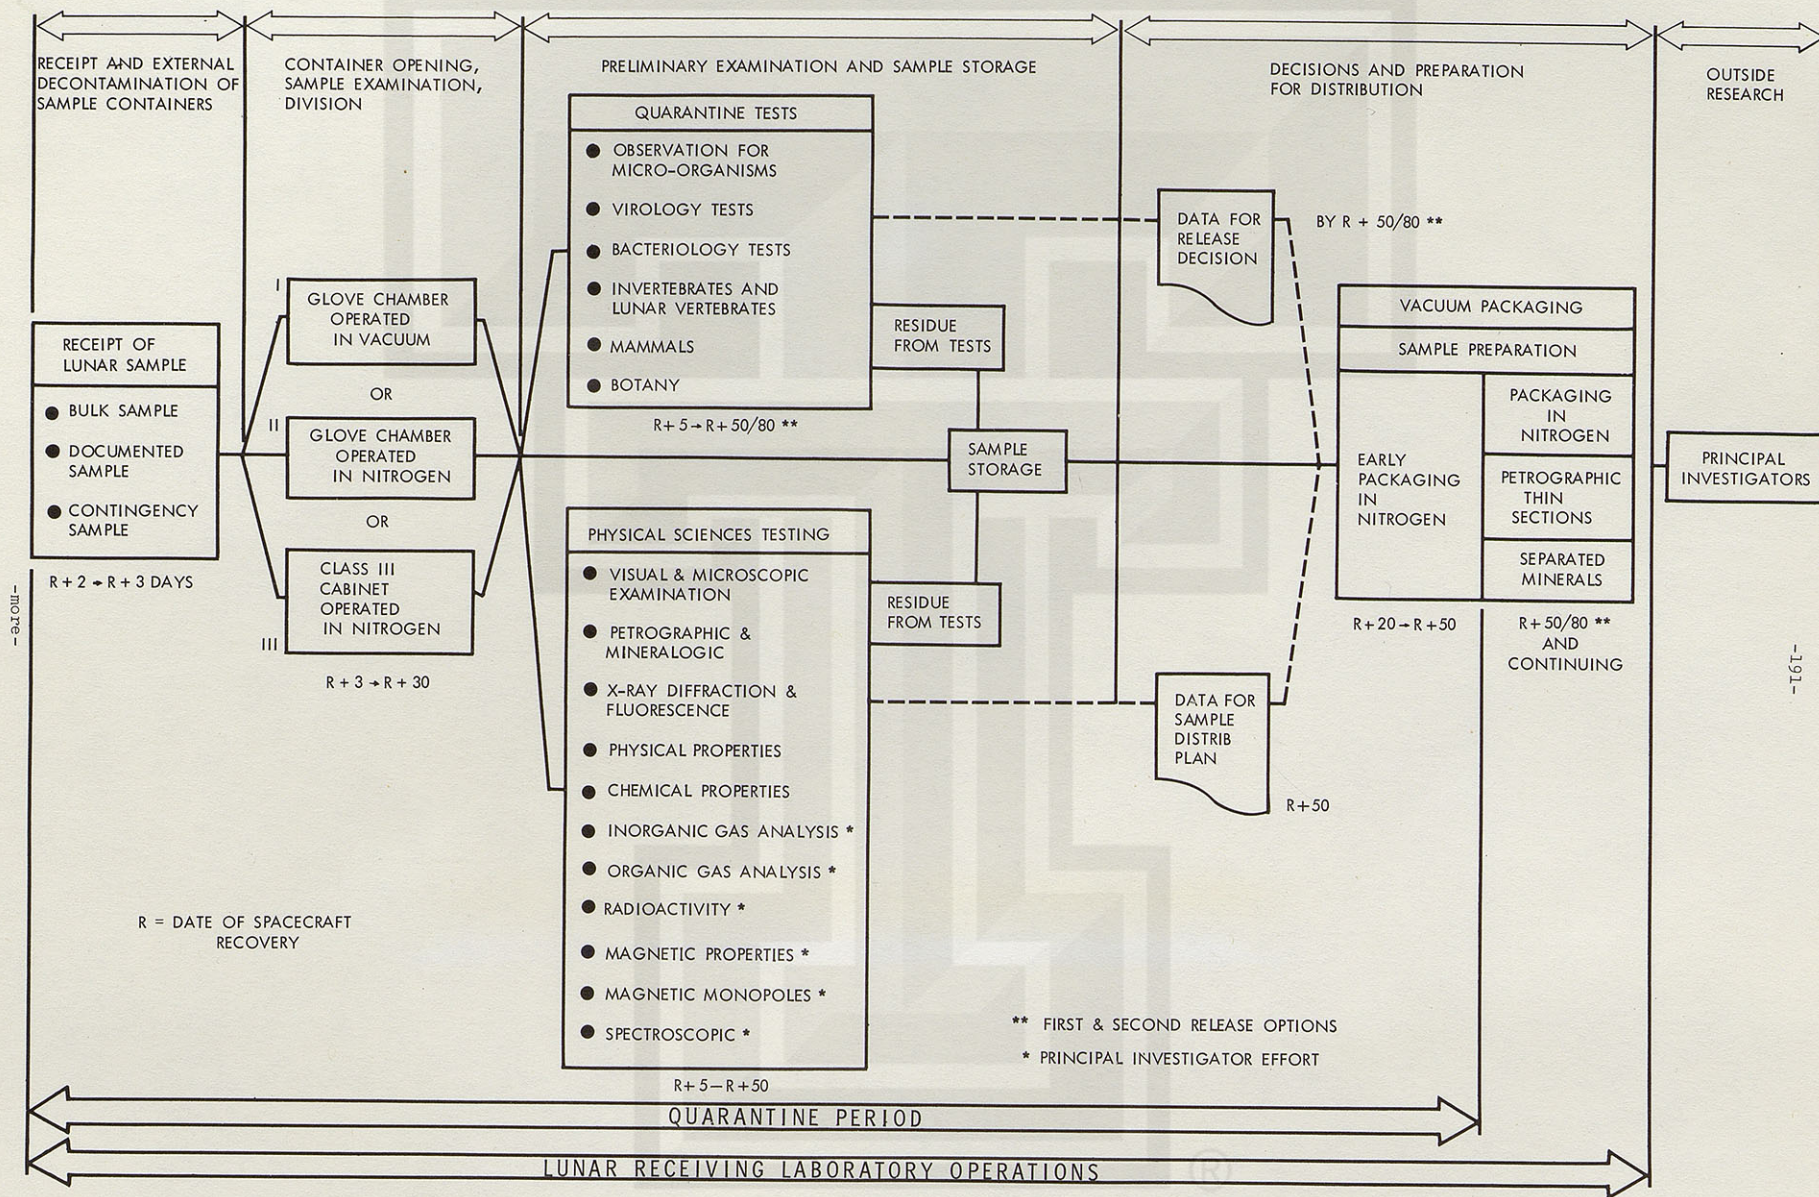 RECEIPT AND EXTERNAL
DECONTAMINATION OF
SAMPLE CONTAINERS
CONTAINER OPENING,
SAMPLE EXAMINATION,
DIVISION
PRELIMINARY EXAMINATION AND SAMPLE STORAGE
DECISIONS AND PREPARATION
FOR DISTRIBUTION
OUTSIDE
RESEARCH
RECEIPT OF
LUNAR SAMPLE
BULK SAMPLE
DOCUMENTED
SAMPLE
CONTINGENCY
SAMPLE
R+2 → R+3 DAYS
I
GLOVE CHAMBER
OPERATED
IN VACUUM
OR
II
GLOVE CHAMBER
OPERATED
IN NITROGEN
OR
III
CLASS III
CABINET
OPERATED
IN NITROGEN
R+3 → R+30
QUARANTINE TESTS
OBSERVATION FOR
MICRO-ORGANISMS
VIROLOGY TESTS
BACTERIOLOGY TESTS
INVERTEBRATES AND
LUNAR VERTEBRATES
MAMMALS
BOTANY
R+5 → R+50/80 **
RESIDUE
FROM TESTS
SAMPLE
STORAGE
PHYSICAL SCIENCES TESTING
VISUAL & MICROSCOPIC
EXAMINATION
PETROGRAPHIC &
MINERALOGIC
X-RAY DIFFRACTION &
FLUORESCENCE
PHYSICAL PROPERTIES
CHEMICAL PROPERTIES
INORGANIC GAS ANALYSIS *
ORGANIC GAS ANALYSIS *
RADIOACTIVITY *
MAGNETIC PROPERTIES *
MAGNETIC MONOPOLES *
SPECTROSCOPIC *
R+5—R+50
RESIDUE
FROM TESTS
DATA FOR
RELEASE
DECISION
BY R + 50/80 **
DATA FOR
SAMPLE
DISTRIB
PLAN
R+50
VACUUM PACKAGING
SAMPLE PREPARATION
EARLY
PACKAGING
IN
NITROGEN
PACKAGING
IN
NITROGEN
PETROGRAPHIC
THIN
SECTIONS
SEPARATED
MINERALS
R+20 → R+50
R+50/80 **
AND
CONTINUING
PRINCIPAL
INVESTIGATORS
R = DATE OF SPACECRAFT
RECOVERY
** FIRST & SECOND RELEASE OPTIONS
* PRINCIPAL INVESTIGATOR EFFORT
QUARANTINE PERIOD
LUNAR RECEIVING LABORATORY OPERATIONS
-more-
-191-
®